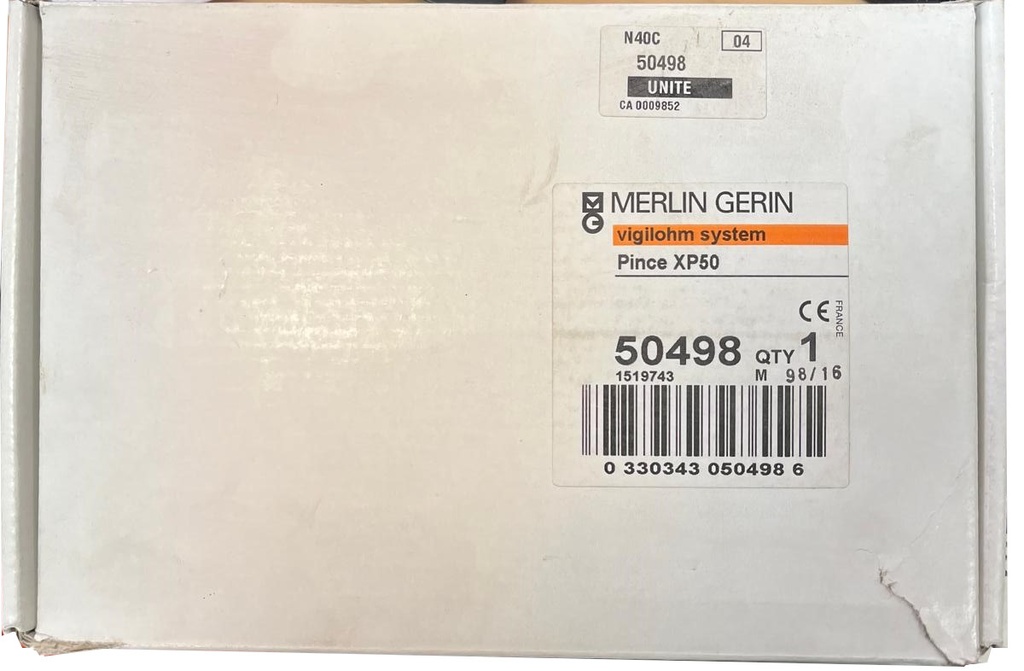 N40C 04
50498
UNITE
CA 0009852
MERLIN GERIN
vigilohm system
Pince XP50
CE FRANCE
50498 QTY 1
1519743 M 98/16
0 330343 050498 6